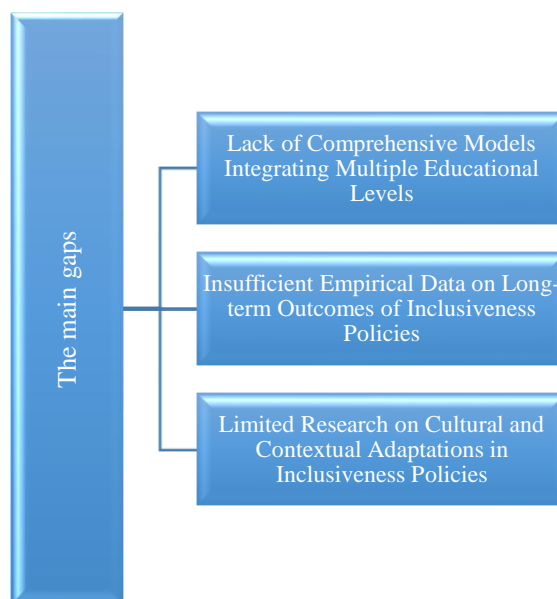 The main gaps
Lack of Comprehensive Models
Integrating Multiple Educational
Levels
Insufficient Empirical Data on Long-
term Outcomes of Inclusiveness
Policies
Limited Research on Cultural and
Contextual Adaptations in
Inclusiveness Policies